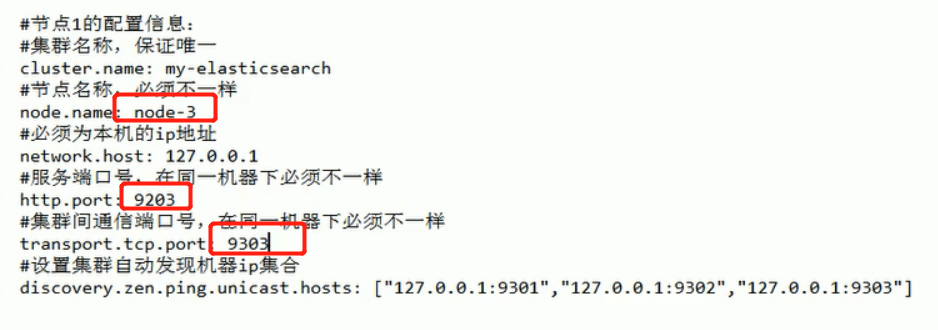 #节点1的配置信息：
#集群名称，保证唯一
cluster.name: my-elasticsearch
#节点名称，必须不一样
node.name: node-3
#必须为本机的ip地址
network.host: 127.0.0.1
#服务端口号，在同一机器下必须不一样
http.port: 9203
#集群间通信端口号，在同一机器下必须不一样
transport.tcp.port: 9303
#设置集群自动发现机器ip集合
discovery.zen.ping.unicast.hosts: ["127.0.0.1:9301","127.0.0.1:9302","127.0.0.1:9303"]